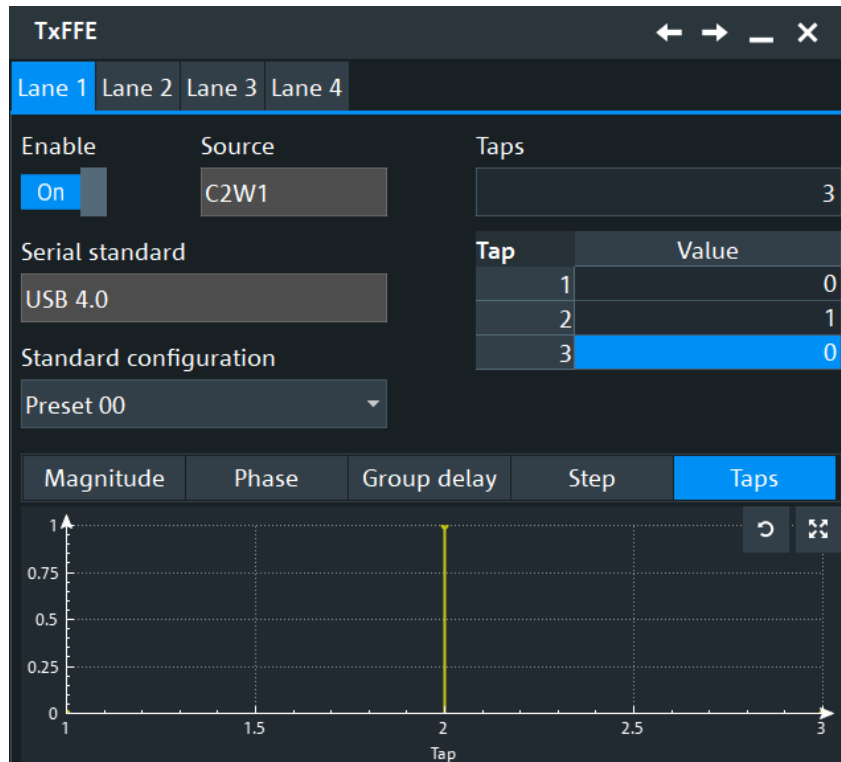 TxFFE
Lane 1 Lane 2 Lane 3 Lane 4
Enable Source Taps
On C2W1 3
Serial standard Tap Value
USB 4.0 1 0
2 1
Standard configuration 3 0
Preset 00
Magnitude Phase Group delay Step Taps
1
0.75
0.5
0.25
0
1 1.5 2 2.5 3
Tap